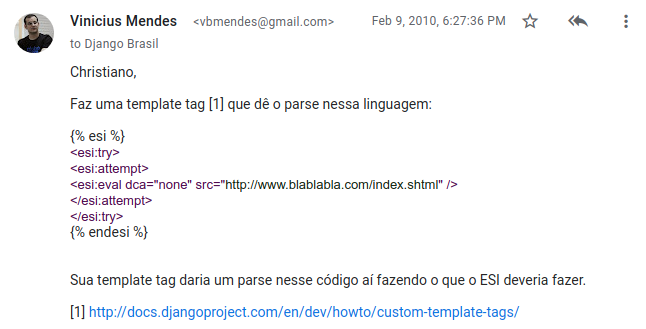 Vinicius Mendes <vbmendes@gmail.com> Feb 9, 2010, 6:27:36 PM
to Django Brasil
Christiano,
Faz uma template tag [1] que dê o parse nessa linguagem:
{% esi %}
<esi:try>
<esi:attempt>
<esi:eval dca="none" src="http://www.blablabla.com/index.shtml" />
</esi:attempt>
</esi:try>
{% endesi %}
Sua template tag daria um parse nesse código aí fazendo o que o ESI deveria fazer.
[1] http://docs.djangoproject.com/en/dev/howto/custom-template-tags/